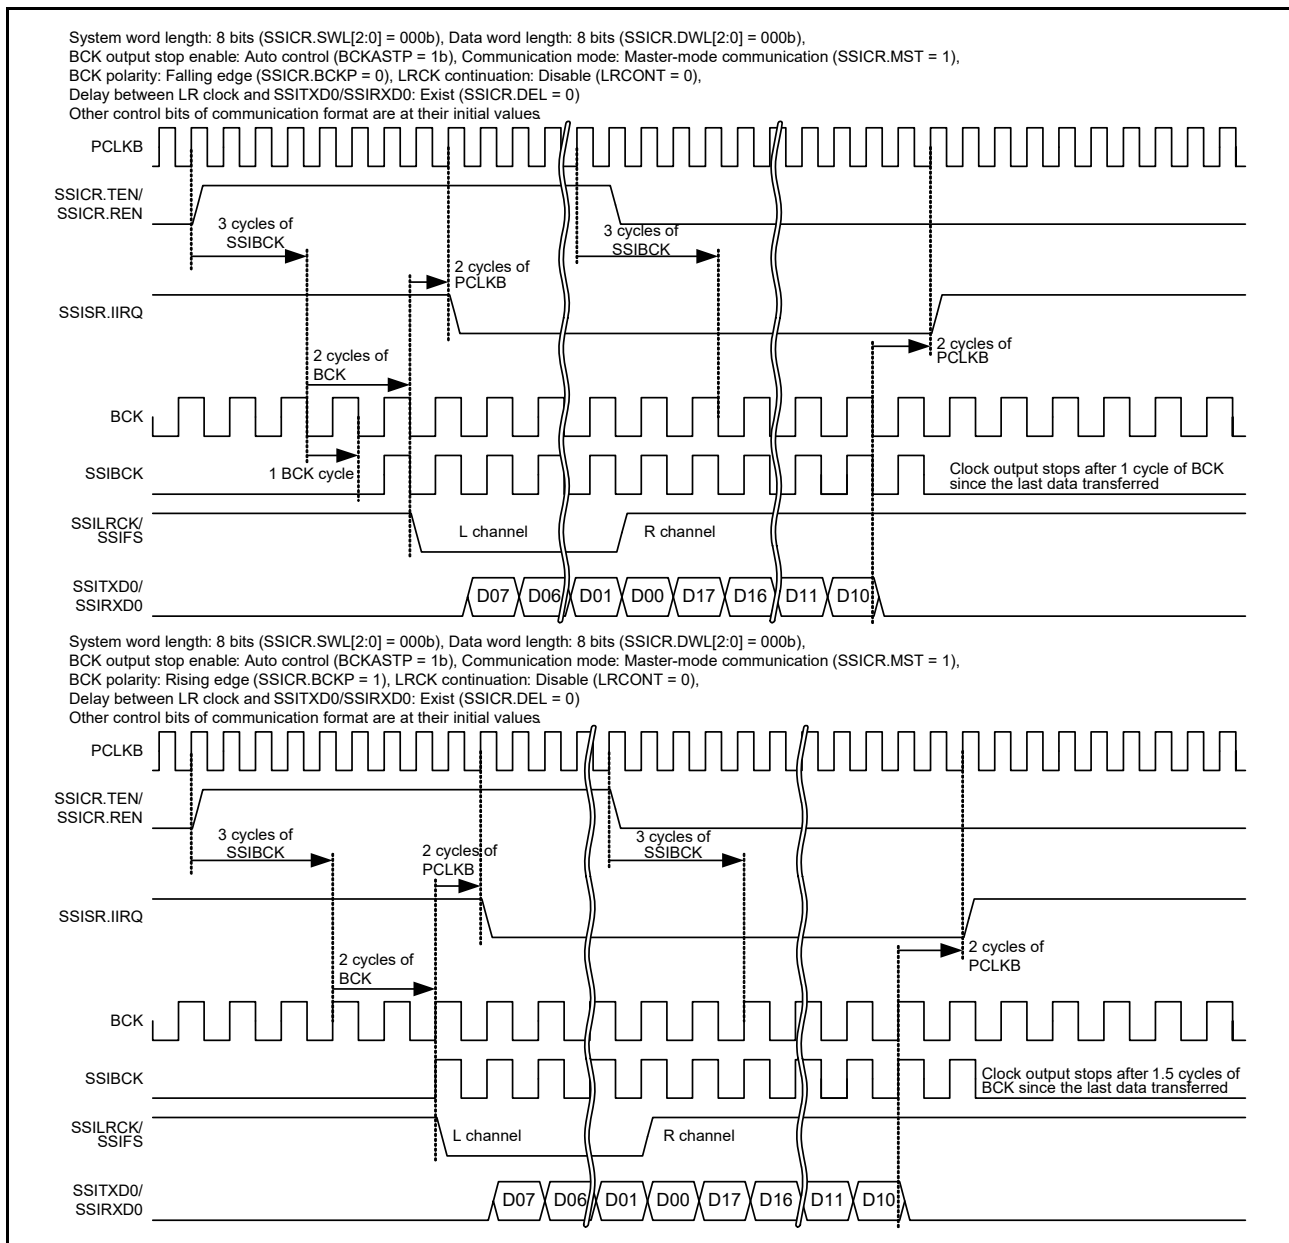 System word length: 8 bits (SSICR.SWL[2:0] = 000b), Data word length: 8 bits (SSICR.DWL[2:0] = 000b),
BCK output stop enable: Auto control (BCKASTP = 1b), Communication mode: Master-mode communication (SSICR.MST = 1),
BCK polarity: Falling edge (SSICR.BCKP = 0), LRCK continuation: Disable (LRCONT = 0),
Delay between LR clock and SSITXD0/SSIRXD0: Exist (SSICR.DEL = 0)
Other control bits of communication format are at their initial values.
PCLKB
SSICR.TEN/
SSICR.REN
3 cycles of
SSIBCK
3 cycles of
SSIBCK
2 cycles of
PCLKB
SSISR.IIRQ
2 cycles of
PCLKB
2 cycles of
BCK
BCK
1 BCK cycle
SSIBCK
Clock output stops after 1 cycle of BCK
since the last data transferred
SSILRCK/
SSIFS
L channel
R channel
SSITXD0/
SSIRXD0
D07 D06 D01 D00 D17 D16 D11 D10
System word length: 8 bits (SSICR.SWL[2:0] = 000b), Data word length: 8 bits (SSICR.DWL[2:0] = 000b),
BCK output stop enable: Auto control (BCKASTP = 1b), Communication mode: Master-mode communication (SSICR.MST = 1),
BCK polarity: Rising edge (SSICR.BCKP = 1), LRCK continuation: Disable (LRCONT = 0),
Delay between LR clock and SSITXD0/SSIRXD0: Exist (SSICR.DEL = 0)
Other control bits of communication format are at their initial values.
PCLKB
SSICR.TEN/
SSICR.REN
3 cycles of
SSIBCK
2 cycles of
PCLKB
3 cycles of
SSIBCK
SSISR.IIRQ
2 cycles of
PCLKB
2 cycles of
BCK
BCK
SSIBCK
Clock output stops after 1.5 cycles of
BCK since the last data transferred
SSILRCK/
SSIFS
L channel
R channel
SSITXD0/
SSIRXD0
D07 D06 D01 D00 D17 D16 D11 D10